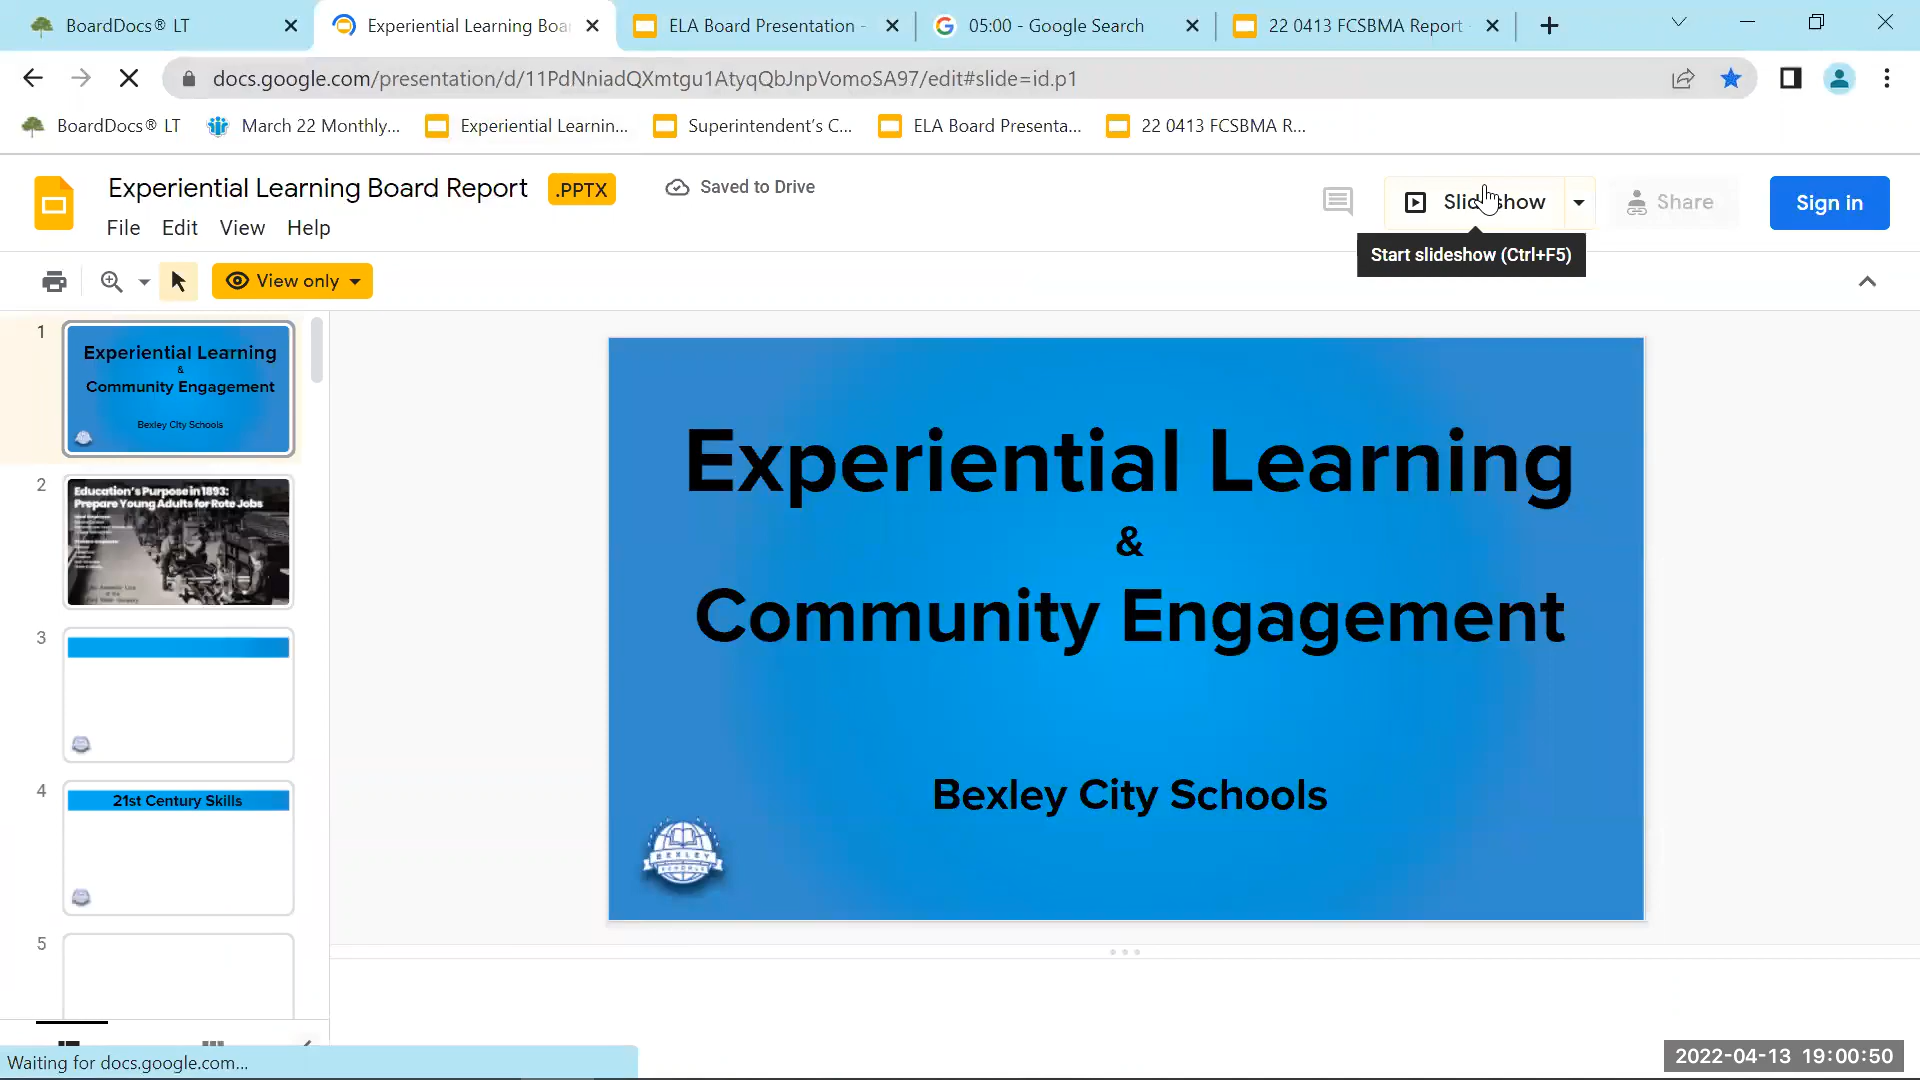 BoardDocs® LT
Experiential Learning Boa
ELA Board Presentation -
05:00 - Google Search
22 0413 FCSBMA Report
docs.google.com/presentation/d/11PdNniadQXmtgu1AtyqQbJnpVomoSA97/edit#slide=id.p1
BoardDocs® LT
March 22 Monthly...
Experiential Learnin...
Superintendent's C...
ELA Board Presenta...
22 0413 FCSBMA R...
Experiential Learning Board Report
.PPTX
Saved to Drive
Slideshow
Share
Sign in
File Edit View Help
Start slideshow (Ctrl+F5)
View only
1
Experiential Learning
&
Community Engagement
Bexley City Schools
2
Education's Purpose in 1893:
Prepare Young Adults for Rote Jobs
3
4
21st Century Skills
5
Experiential Learning
&
Community Engagement
Bexley City Schools
BEXLEY
SCHOOLS
Waiting for docs.google.com...
2022-04-13 19:00:50